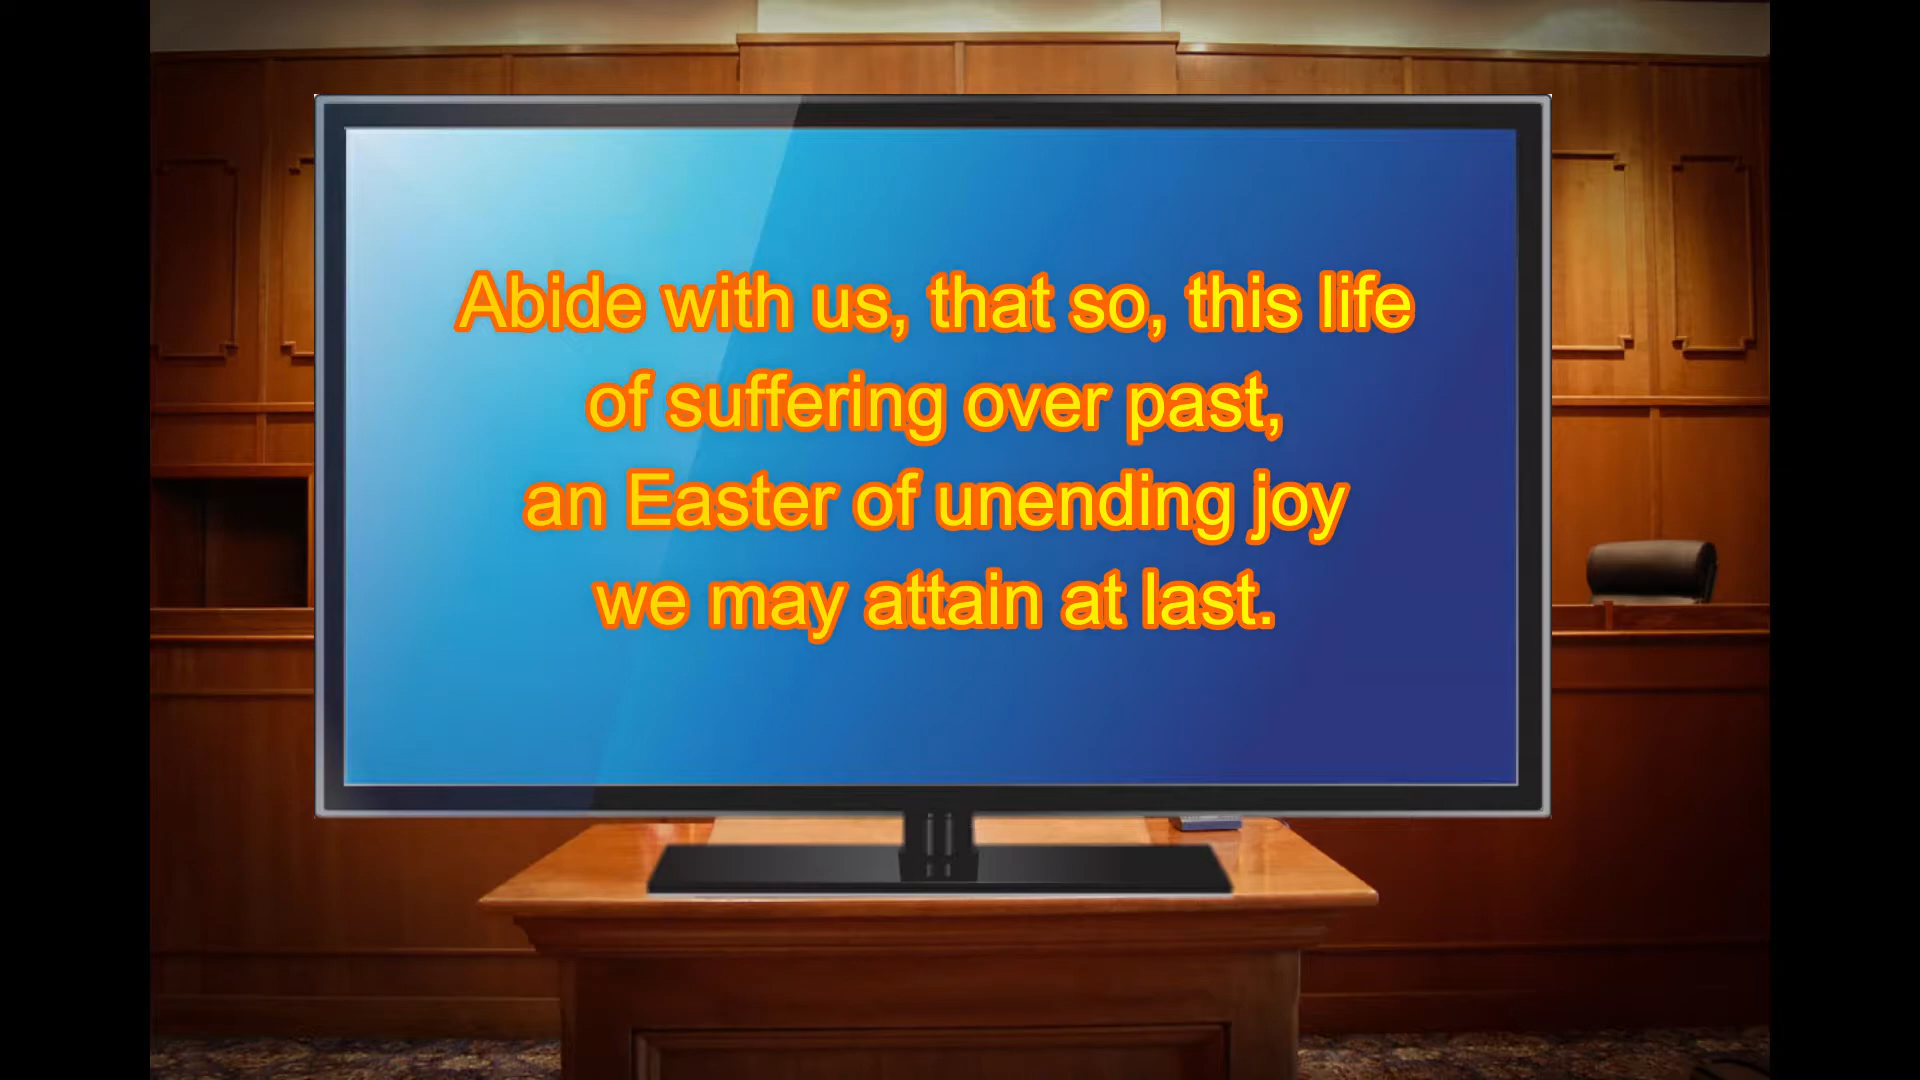 Abide with us, that so, this life
of suffering over past,
an Easter of unending joy
we may attain at last.